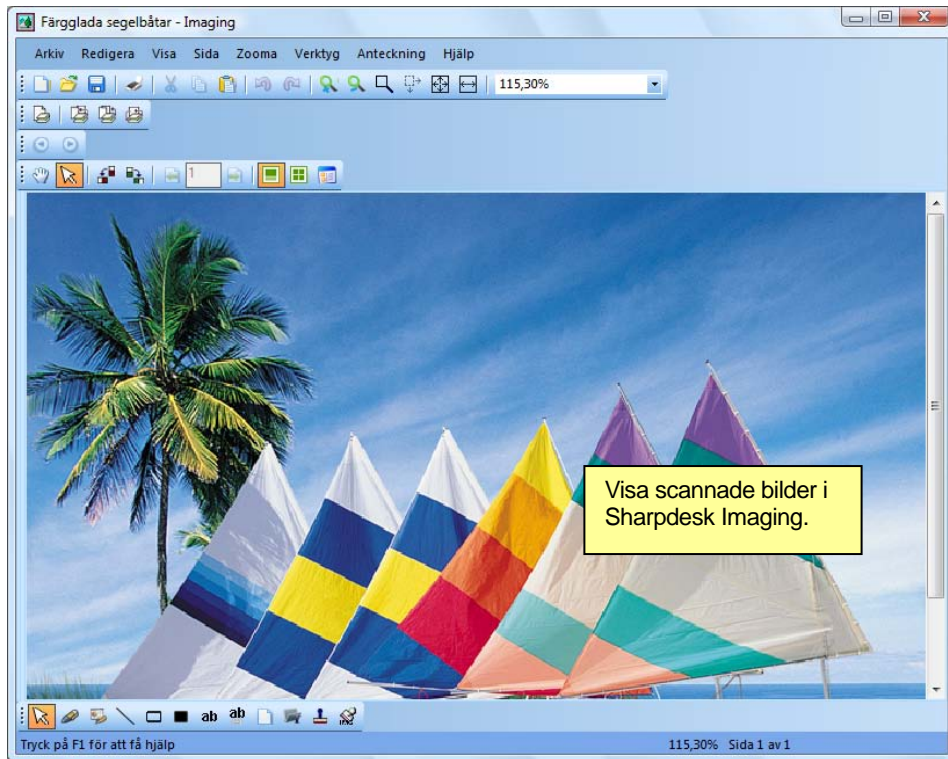 Färgglada segelbåtar - Imaging
Arkiv Redigera Visa Sida Zooma Verktyg Anteckning Hjälp
115,30%
1
Visa scannade bilder i
Sharpdesk Imaging.
ab ab
Tryck på F1 för att få hjälp 115,30% Sida 1 av 1